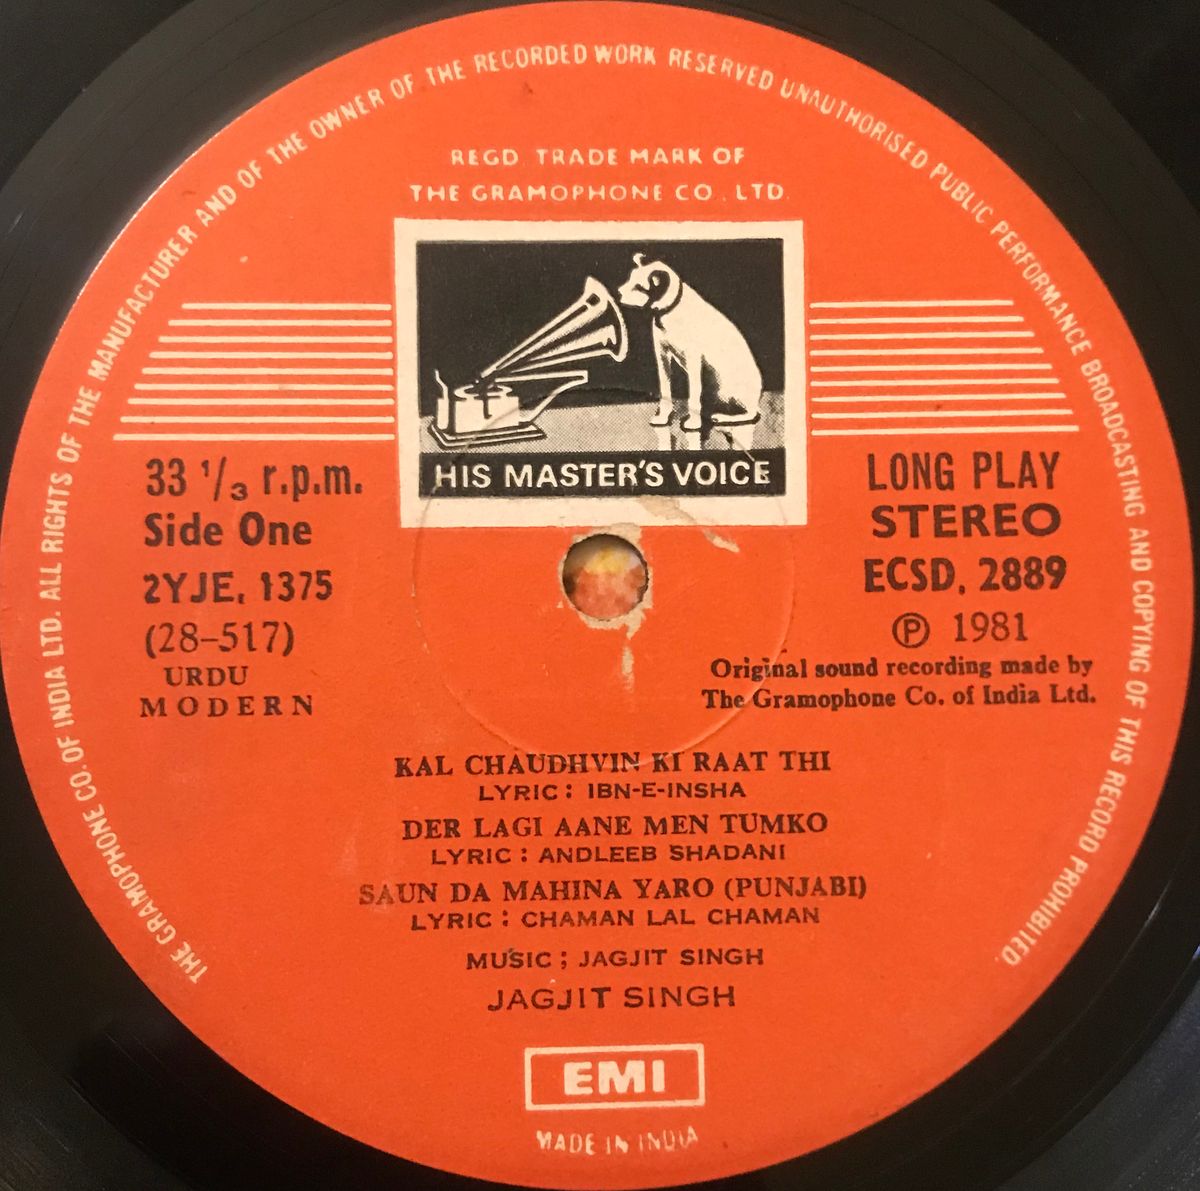 THE GRAMOPHONE CO. OF INDIA LTD. ALL RIGHTS OF THE MANUFACTURER AND OF THE OWNER OF THE RECORDED WORK RESERVED UNAUTHORISED PUBLIC PERFORMANCE BROADCASTING AND COPYING OF THIS RECORD PROHIBITED.
REGD TRADE MARK OF
THE GRAMOPHONE CO. LTD.
HIS MASTER'S VOICE
33 1/3 r.p.m.
Side One
2YJE. 1375
(28-517)
URDU
MODERN
LONG PLAY
STEREO
ECSD. 2889
Ⓟ 1981
Original sound recording made by
The Gramophone Co. of India Ltd.
KAL CHAUDHVIN KI RAAT THI
LYRIC : IBN-E-INSHA
DER LAGI AANE MEN TUMKO
LYRIC : ANDLEEB SHADANI
SAUN DA MAHINA YARO (PUNJABI)
LYRIC : CHAMAN LAL CHAMAN
MUSIC ; JAGJIT SINGH
JAGJIT SINGH
EMI
MADE IN INDIA